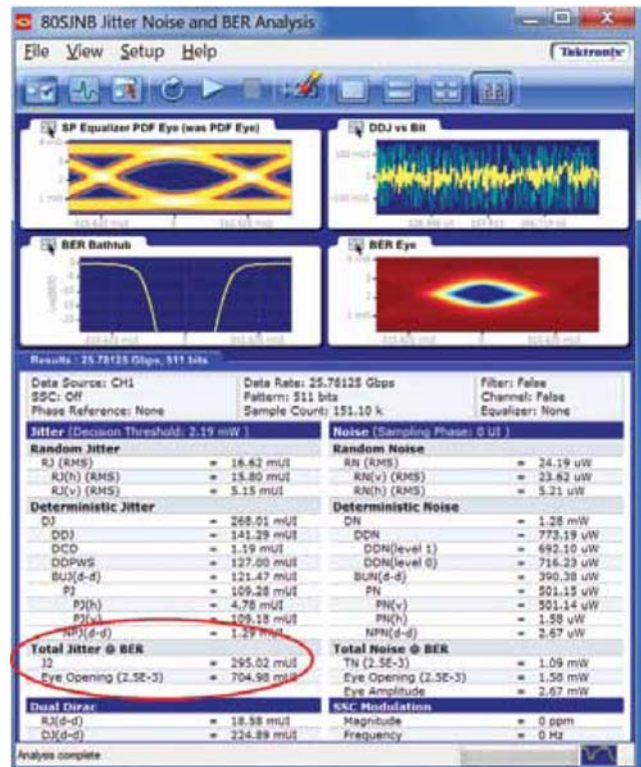 80SJNB Jitter Noise and BER Analysis
File View Setup Help
Tektronix
SP Equalizer PDF Eye (was PDF Eye)
DDJ vs Bit
BER Bathtub
BER Eye
Results : 25.78125 Gbps, 511 bits
Data Source: CH1 Data Rate: 25.78125 Gbps Filter: False
SSC: Off Pattern: 511 bits Channel: False
Phase Reference: None Sample Count: 151.10 k Equalizer: None
Jitter (Decision Threshold: 2.19 mW ) Noise (Sampling Phase: 0 UI )
Random Jitter Random Noise
RJ (RMS) = 16.62 mUI RN (RMS) = 24.19 uW
RJ(h) (RMS) = 15.80 mUI RN(v) (RMS) = 23.62 uW
RJ(v) (RMS) = 5.15 mUI RN(h) (RMS) = 5.21 uW
Deterministic Jitter Deterministic Noise
DJ = 268.01 mUI DN = 1.28 mW
DDJ = 141.29 mUI DDN = 773.19 uW
DCD = 1.19 mUI DDN(level 1) = 692.10 uW
DDPWS = 127.00 mUI DDN(level 0) = 716.23 uW
BUJ(d-d) = 121.47 mUI BUN(d-d) = 390.38 uW
PJ = 109.28 mUI PN = 501.15 uW
PJ(h) = 4.78 mUI PN(v) = 501.14 uW
PJ(v) = 109.18 mUI PN(h) = 1.58 uW
NPJ(d-d) = 1.29 mUI NPN(d-d) = 2.67 uW
Total Jitter @ BER Total Noise @ BER
J2 = 295.02 mUI TN (2.5E-3) = 1.09 mW
Eye Opening (2.5E-3) = 704.98 mUI Eye Opening (2.5E-3) = 1.58 mW
Eye Amplitude = 2.67 mW
Dual Dirac SSC Modulation
RJ(d-d) = 18.58 mUI Magnitude = 0 ppm
DJ(d-d) = 224.89 mUI Frequency = 0 Hz
Analysis complete